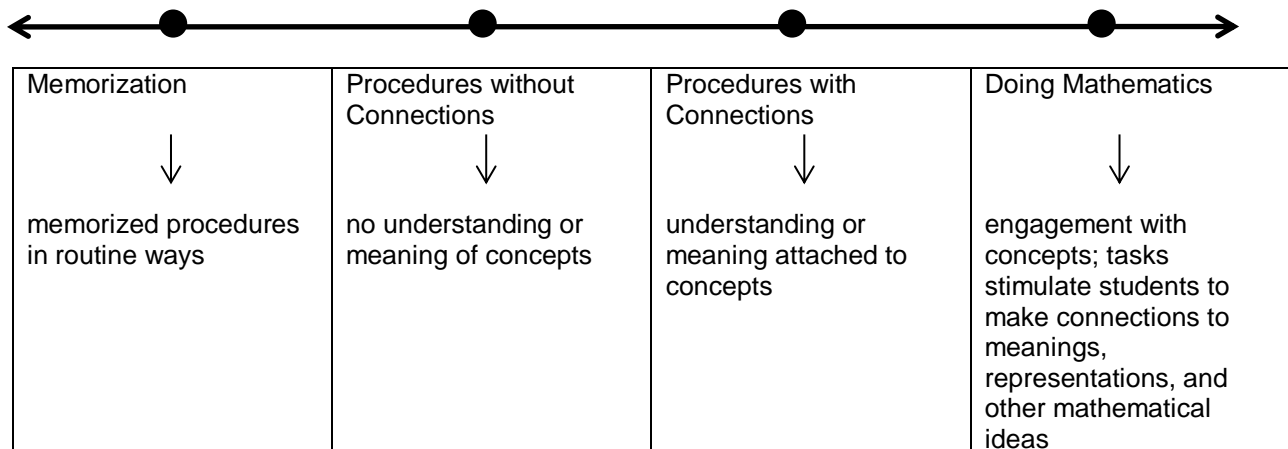 Memorization
memorized procedures
in routine ways
Procedures without
Connections
no understanding or
meaning of concepts
Procedures with
Connections
understanding or
meaning attached to
concepts
Doing Mathematics
engagement with
concepts; tasks
stimulate students to
make connections to
meanings,
representations, and
other mathematical
ideas